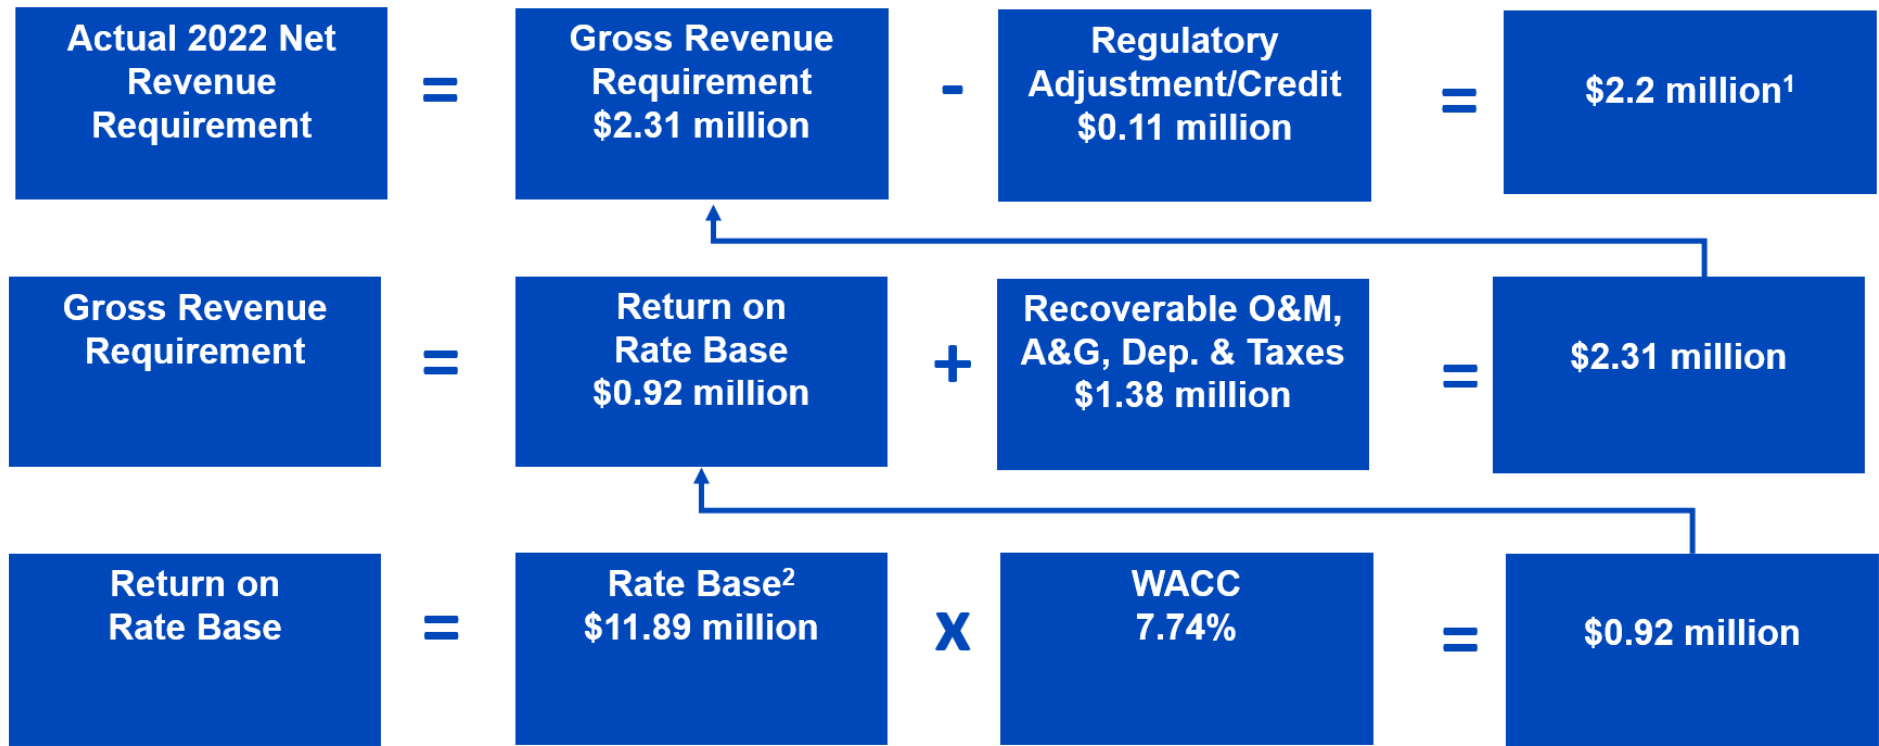 Actual 2022 Net
Revenue
Requirement
=
Gross Revenue
Requirement
$2.31 million
-
Regulatory
Adjustment/Credit
$0.11 million
=
$2.2 million¹
Gross Revenue
Requirement
=
Return on
Rate Base
$0.92 million
+
Recoverable O&M,
A&G, Dep. & Taxes
$1.38 million
=
$2.31 million
Return on
Rate Base
=
Rate Base²
$11.89 million
X
WACC
7.74%
=
$0.92 million